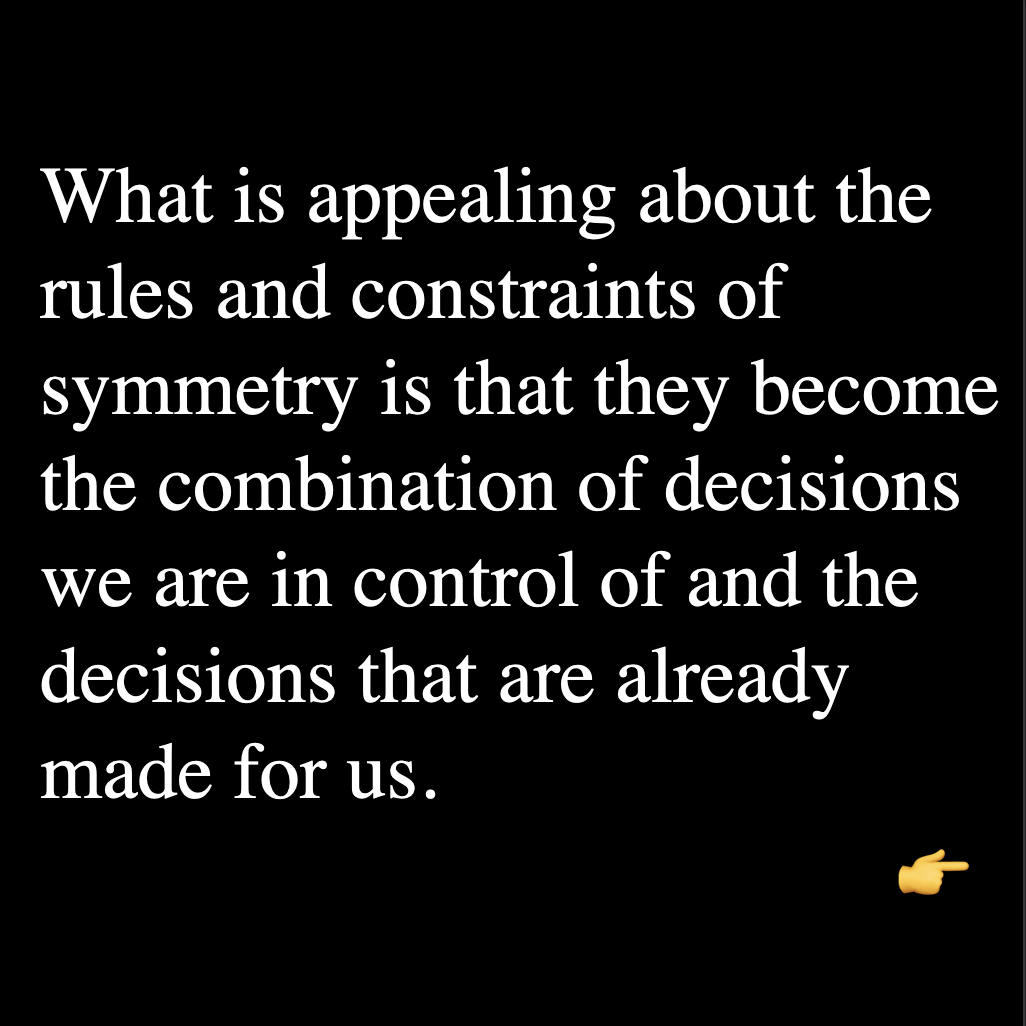 What is appealing about the
rules and constraints of
symmetry is that they become
the combination of decisions
we are in control of and the
decisions that are already
made for us.